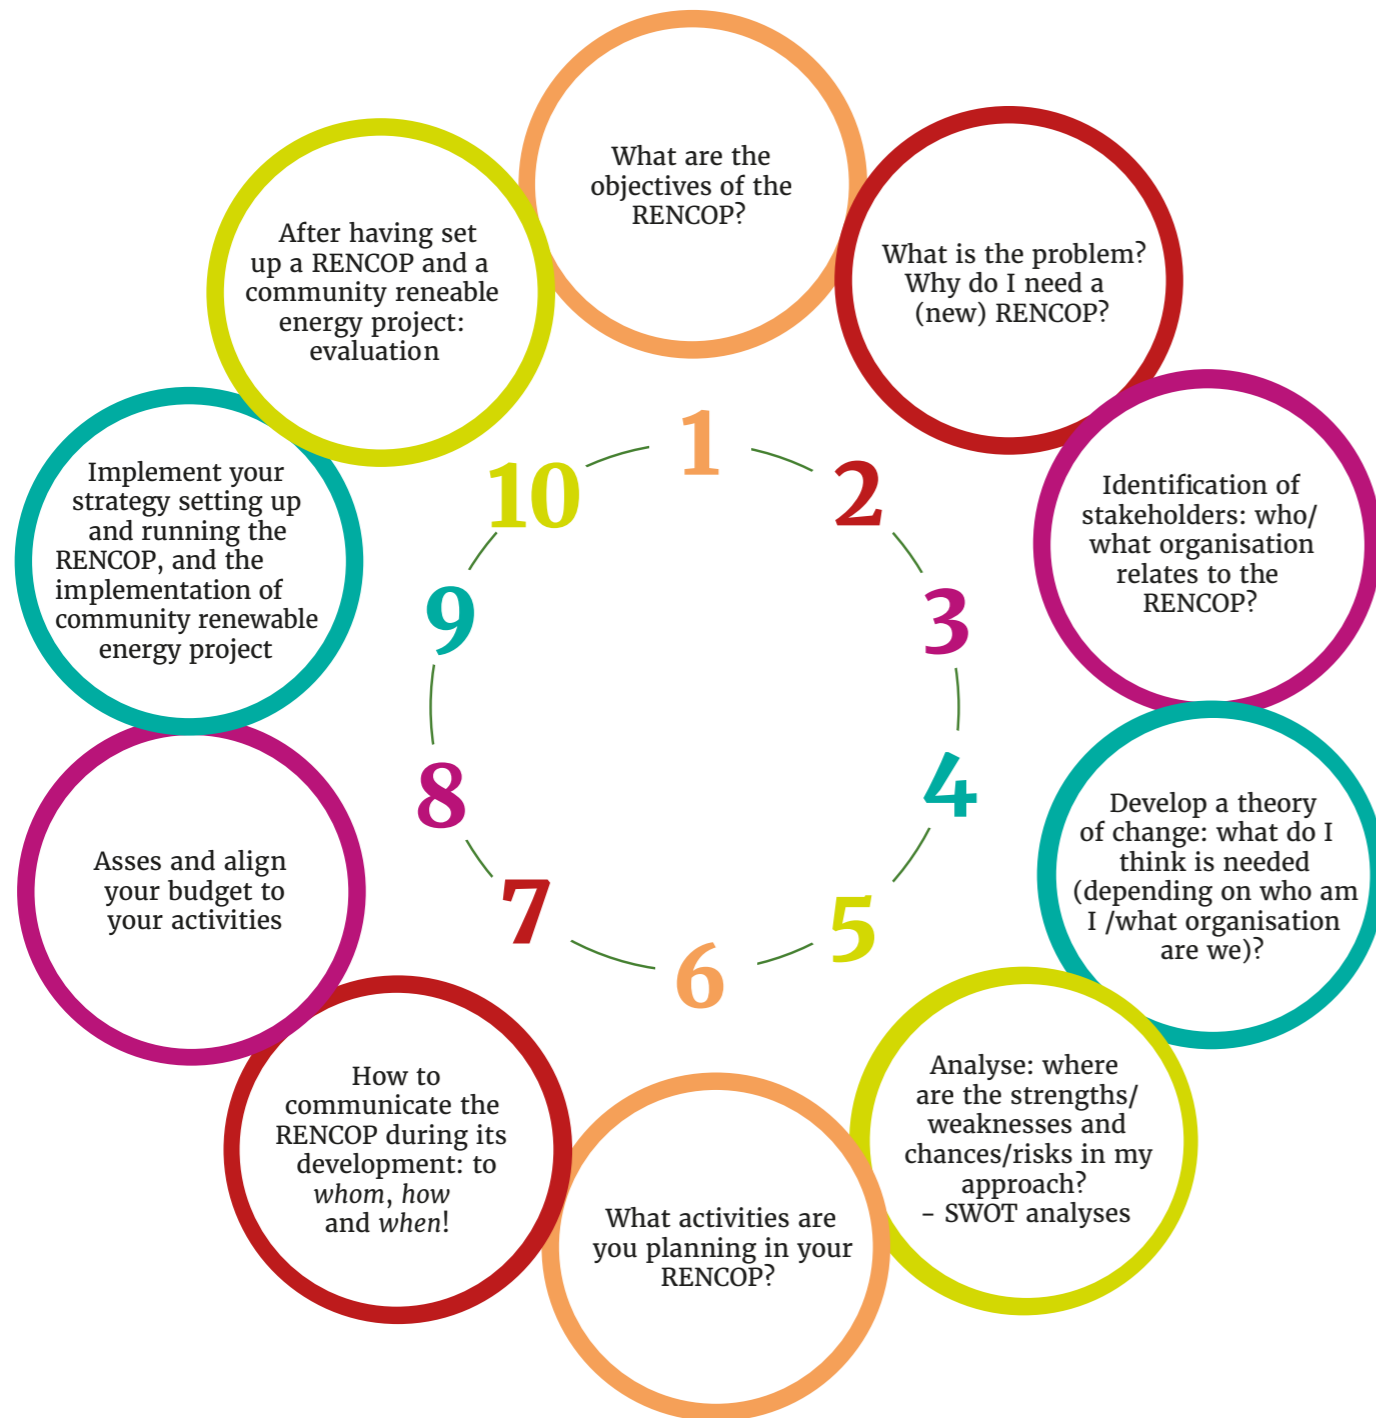 What are the
objectives of the
RENCOP?
What is the problem?
Why do I need a
(new) RENCOP?
Identification of
stakeholders: who/
what organisation
relates to the
RENCOP?
Develop a theory
of change: what do I
think is needed
(depending on who am
I /what organisation
are we)?
Analyse: where
are the strengths/
weaknesses and
chances/risks in my
approach?
– SWOT analyses
What activities are
you planning in your
RENCOP?
How to
communicate the
RENCOP during its
development: to
whom, how
and when!
Asses and align
your budget to
your activities
Implement your
strategy setting up
and running the
RENCOP, and the
implementation of
community renewable
energy project
After having set
up a RENCOP and a
community reneable
energy project:
evaluation
1
2
3
4
5
6
7
8
9
10